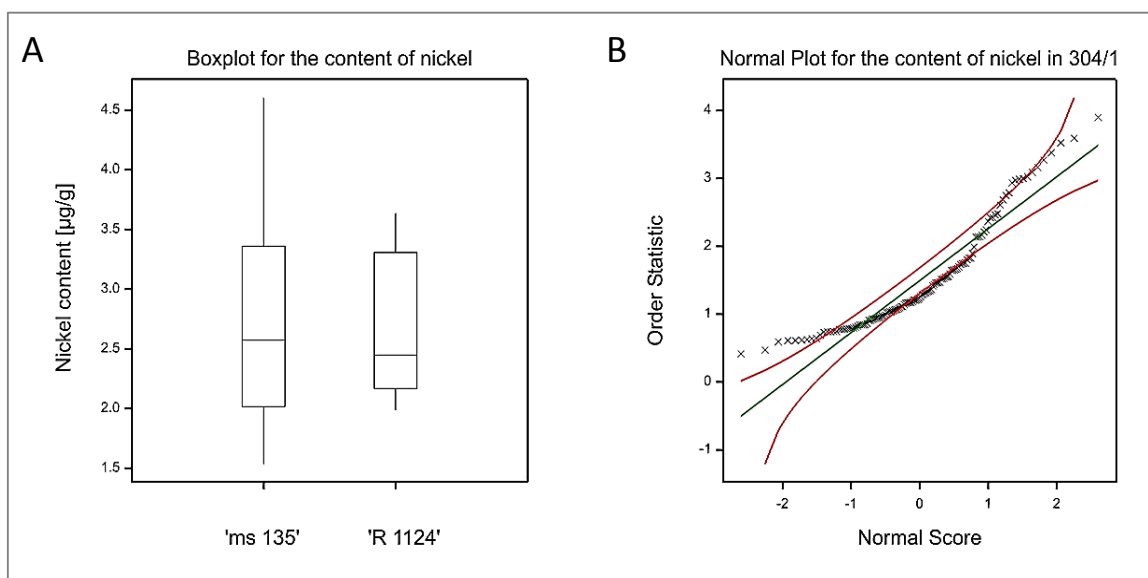 A
Boxplot for the content of nickel
Nickel content [µg/g]
4.5
4.0
3.5
3.0
2.5
2.0
1.5
'ms 135' 'R 1124'
B
Normal Plot for the content of nickel in 304/1
Order Statistic
4
3
2
1
0
-1
-2 -1 0 1 2
Normal Score